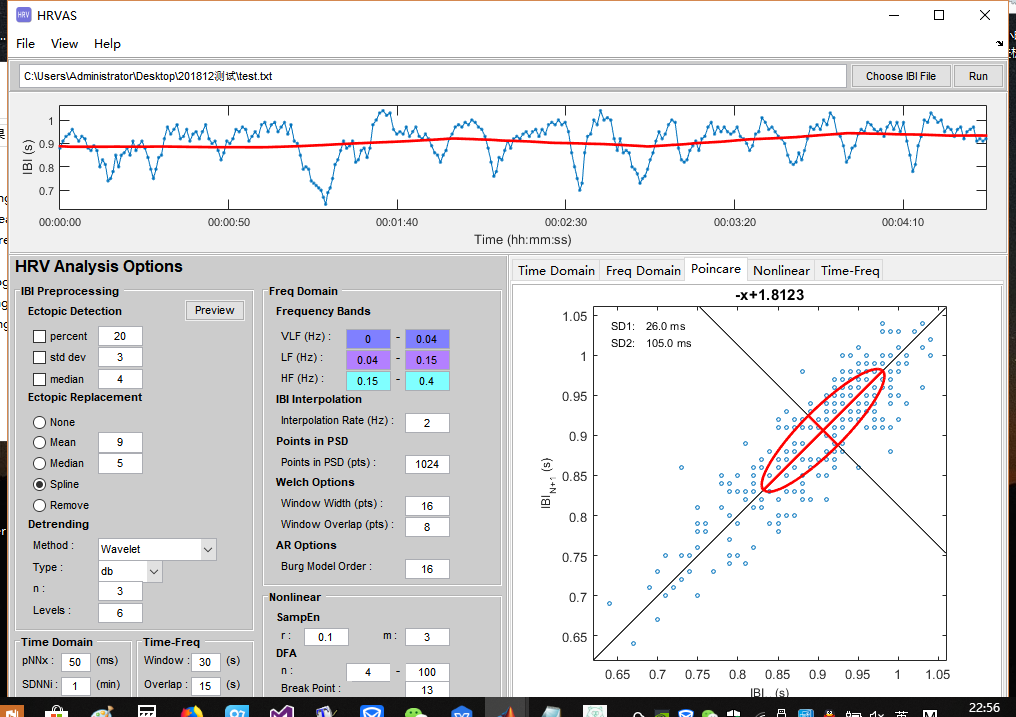 HRV HRVAS
File View Help
C:\Users\Administrator\Desktop\201812测试\test.txt Choose IBI File Run
IBI (s)
1
0.9
0.8
0.7
00:00:00 00:00:50 00:01:40 00:02:30 00:03:20 00:04:10
Time (hh:mm:ss)
HRV Analysis Options
IBI Preprocessing
Ectopic Detection Preview
percent 20
std dev 3
median 4
Ectopic Replacement
None
Mean 9
Median 5
Spline
Remove
Detrending
Method : Wavelet
Type : db
n : 3
Levels : 6
Time Domain
pNNx : 50 (ms)
SDNNi : 1 (min)
Time-Freq
Window : 30 (s)
Overlap : 15 (s)
Freq Domain
Frequency Bands
VLF (Hz) : 0 - 0.04
LF (Hz) : 0.04 - 0.15
HF (Hz) : 0.15 - 0.4
IBI Interpolation
Interpolation Rate (Hz) : 2
Points in PSD
Points in PSD (pts) : 1024
Welch Options
Window Width (pts) : 16
Window Overlap (pts) : 8
AR Options
Burg Model Order : 16
Nonlinear
SampEn
r : 0.1 m : 3
DFA
n : 4 - 100
Break Point : 13
Time Domain Freq Domain Poincare Nonlinear Time-Freq
-x+1.8123
SD1: 26.0 ms
SD2: 105.0 ms
IBI N+1 (s)
1.05
1
0.95
0.9
0.85
0.8
0.75
0.7
0.65
0.65 0.7 0.75 0.8 0.85 0.9 0.95 1 1.05
IBI (s)
英 22:56